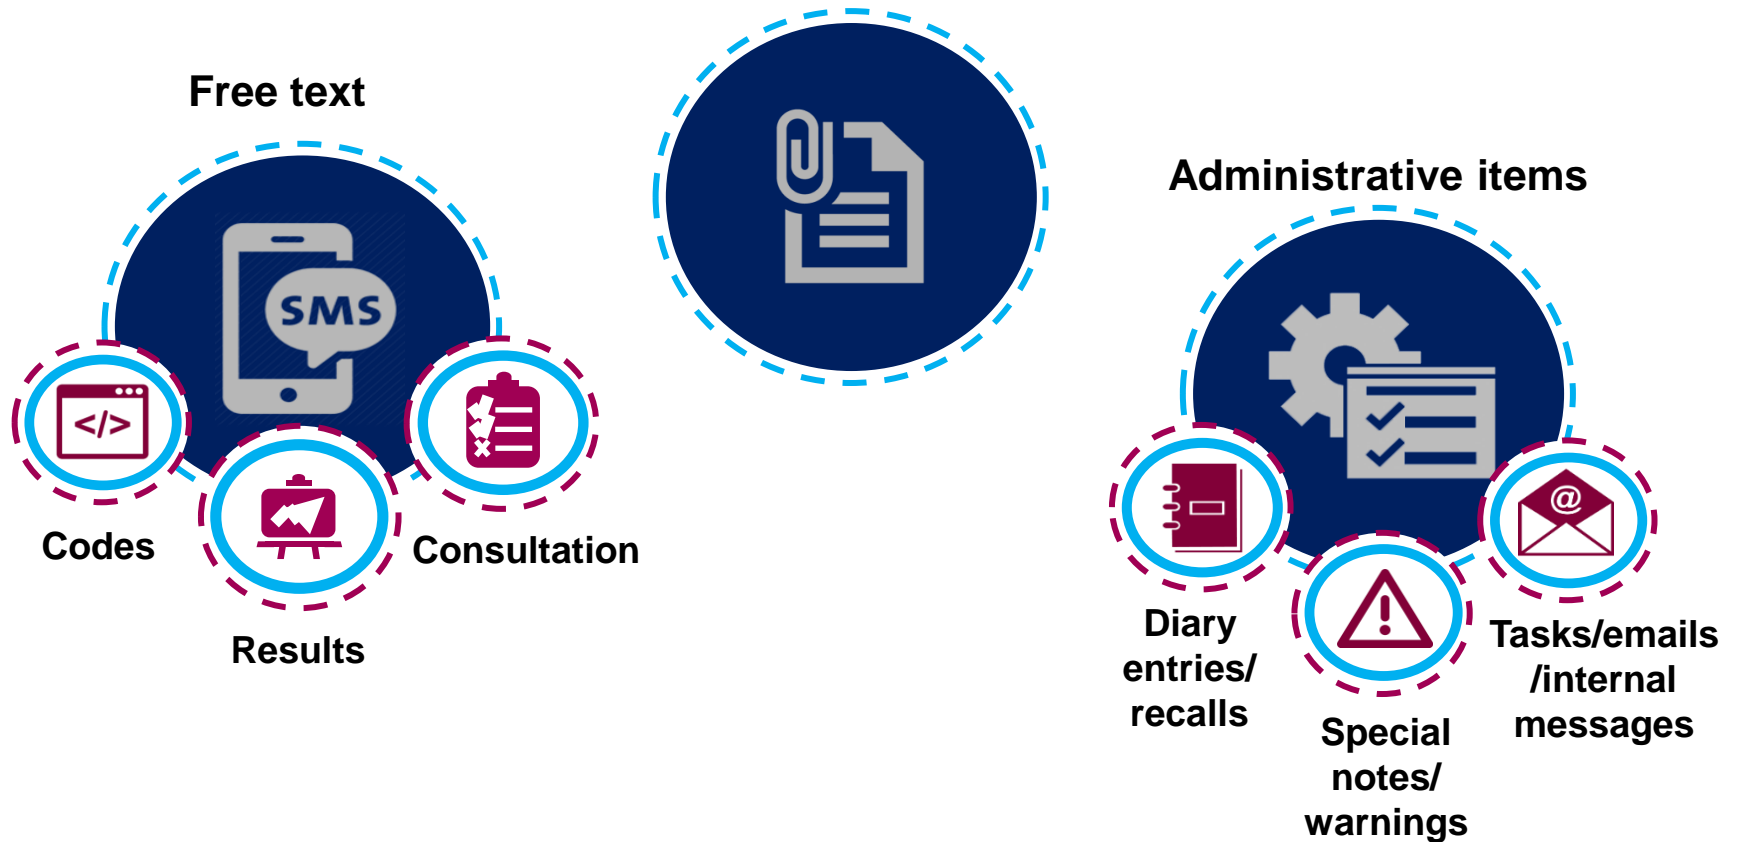 Free text
SMS
</>
Codes
Results
Consultation
Administrative items
@
Diary
entries/
recalls
Special
notes/
warnings
Tasks/emails
/internal
messages